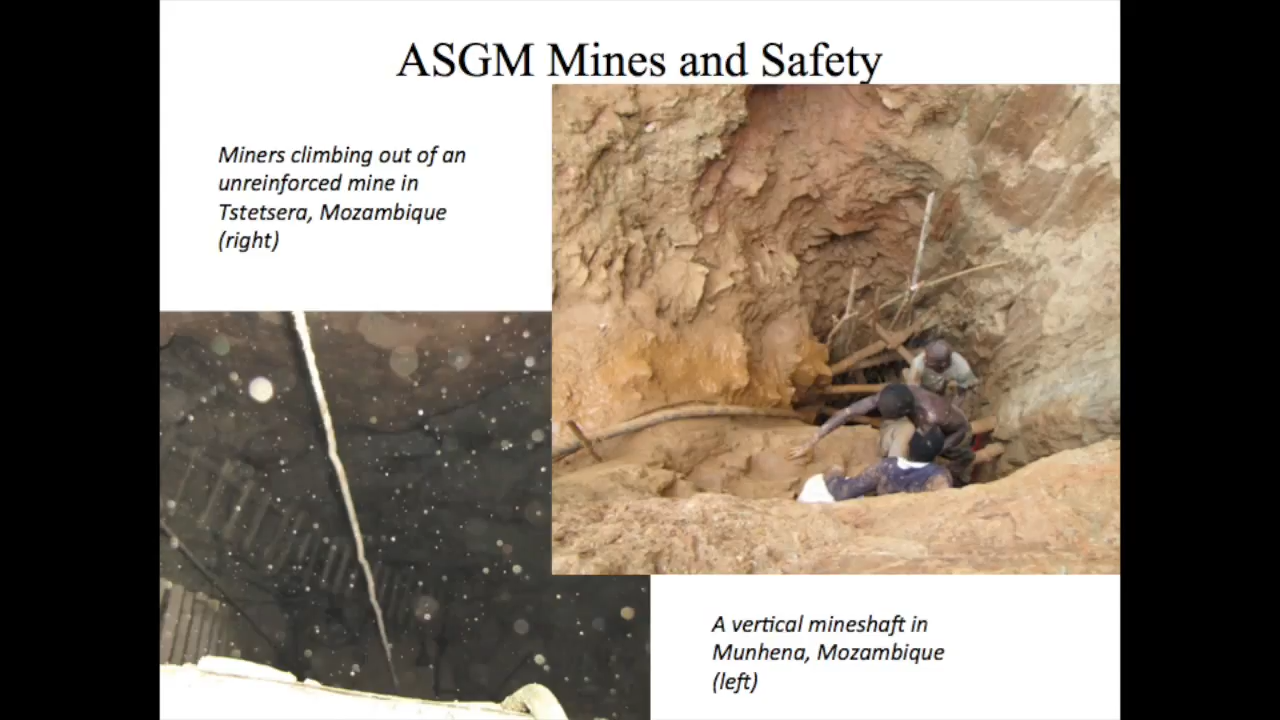 ASGM Mines and Safety
Miners climbing out of an
unreinforced mine in
Tstetsera, Mozambique
(right)
A vertical mineshaft in
Munhena, Mozambique
(left)